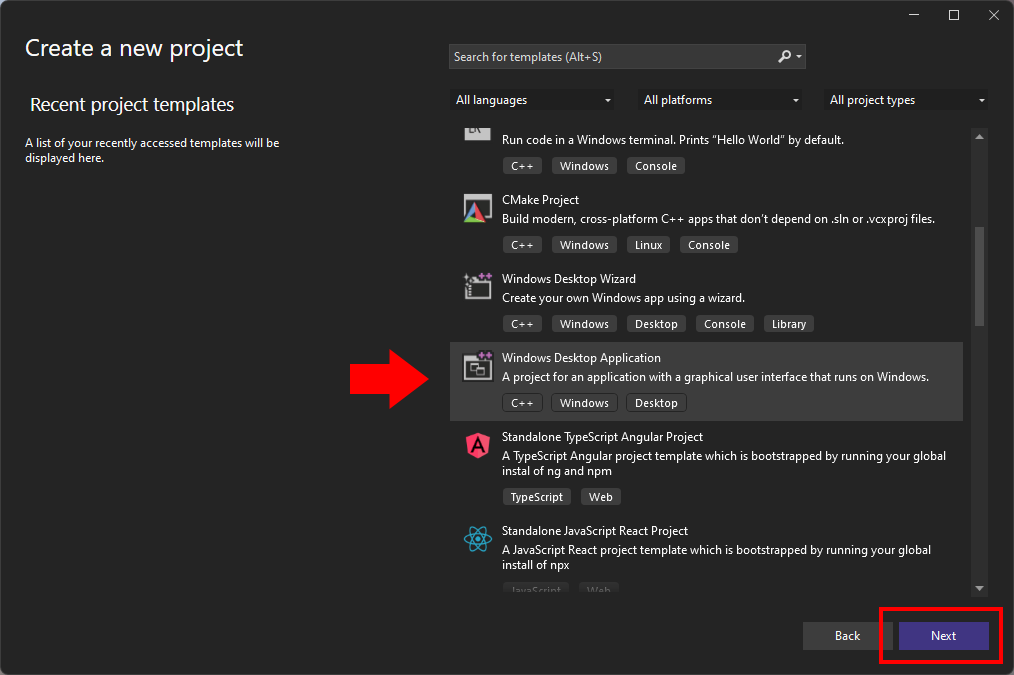 Create a new project
Recent project templates
A list of your recently accessed templates will be
displayed here.
Search for templates (Alt+S)
All languages
All platforms
All project types
Run code in a Windows terminal. Prints “Hello World” by default.
C++ Windows Console
CMake Project
Build modern, cross-platform C++ apps that don’t depend on .sln or .vcxproj files.
C++ Windows Linux Console
Windows Desktop Wizard
Create your own Windows app using a wizard.
C++ Windows Desktop Console Library
Windows Desktop Application
A project for an application with a graphical user interface that runs on Windows.
C++ Windows Desktop
Standalone TypeScript Angular Project
A TypeScript Angular project template which is bootstrapped by running your global
instal of ng and npm
TypeScript Web
Standalone JavaScript React Project
A JavaScript React project template which is bootstrapped by running your global
install of npx
JavaScript Web
Back
Next